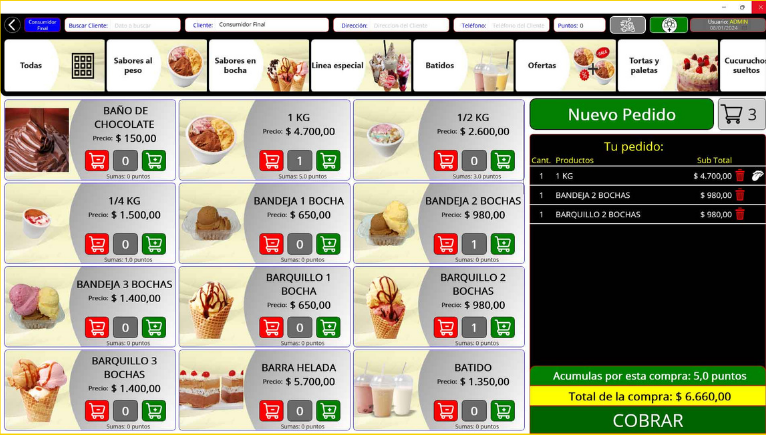 Consumidor Final
Buscar Cliente:
Cliente: Consumidor Final
Dirección: Dirección del Cliente
Teléfono: Teléfono del Cliente
Puntos: 0
Usuario: ADMIN
Todas
Sabores al peso
Sabores en bocha
Linea especial
Batidos
Ofertas
Tortas y paletas
Cucuruchos sueltos
BAÑO DE
CHOCOLATE
Precio: $ 150,00
0
Sumas: 0 puntos
1 KG
Precio: $ 4.700,00
1
Sumas: 5.0 puntos
1/2 KG
Precio: $ 2.600,00
0
Sumas: 3.0 puntos
1/4 KG
Precio: $ 1.500,00
0
Sumas: 1.0 puntos
BANDEJA 1 BOCHA
Precio: $ 650,00
0
Sumas: 0 puntos
BANDEJA 2 BOCHAS
Precio: $ 980,00
1
Sumas: 0 puntos
BANDEJA 3 BOCHAS
Precio: $ 1.400,00
0
Sumas: 0 puntos
BARQUILLO 1
BOCHA
Precio: $ 650,00
0
Sumas: 0 puntos
BARQUILLO 2
BOCHAS
Precio: $ 980,00
1
Sumas: 0 puntos
BARQUILLO 3
BOCHAS
Precio: $ 1.400,00
0
Sumas: 0 puntos
BARRA HELADA
Precio: $ 5.700,00
0
Sumas: 0 puntos
BATIDO
Precio: $ 1.350,00
0
Sumas: 0 puntos
Nuevo Pedido
3
Tu pedido:
Cant. Productos Sub Total
1 1 KG $ 4.700,00
1 BANDEJA 2 BOCHAS $ 980,00
1 BARQUILLO 2 BOCHAS $ 980,00
Acumulas por esta compra: 5,0 puntos
Total de la compra: $ 6.660,00
COBRAR